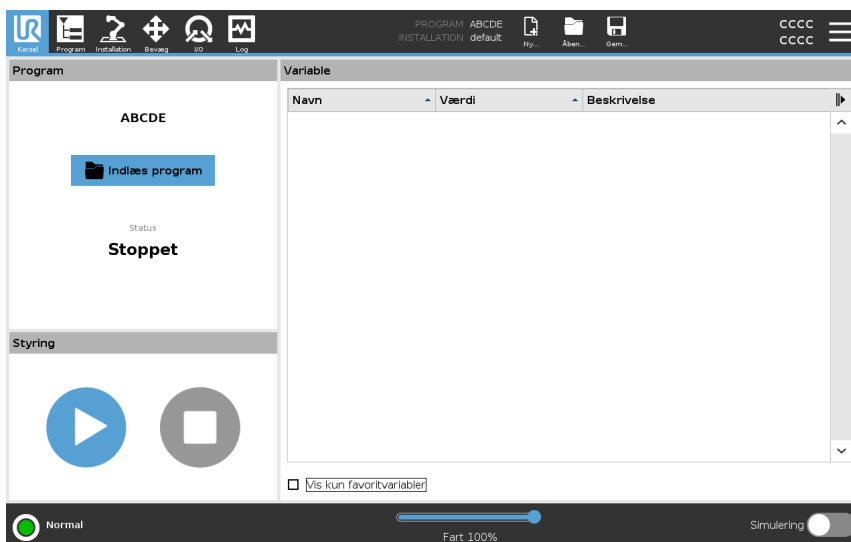 UR
Kørsel Program Installation Bevæg I/O Log
PROGRAM ABCDE
INSTALLATION default
Ny... Åben... Gem...
CCCC
CCCC
Program
Variable
Navn Værdi Beskrivelse
ABCDE
Indlæs program
Status
Stoppet
Styring
Vis kun favoritvariabler
Normal
Fart 100%
Simulering